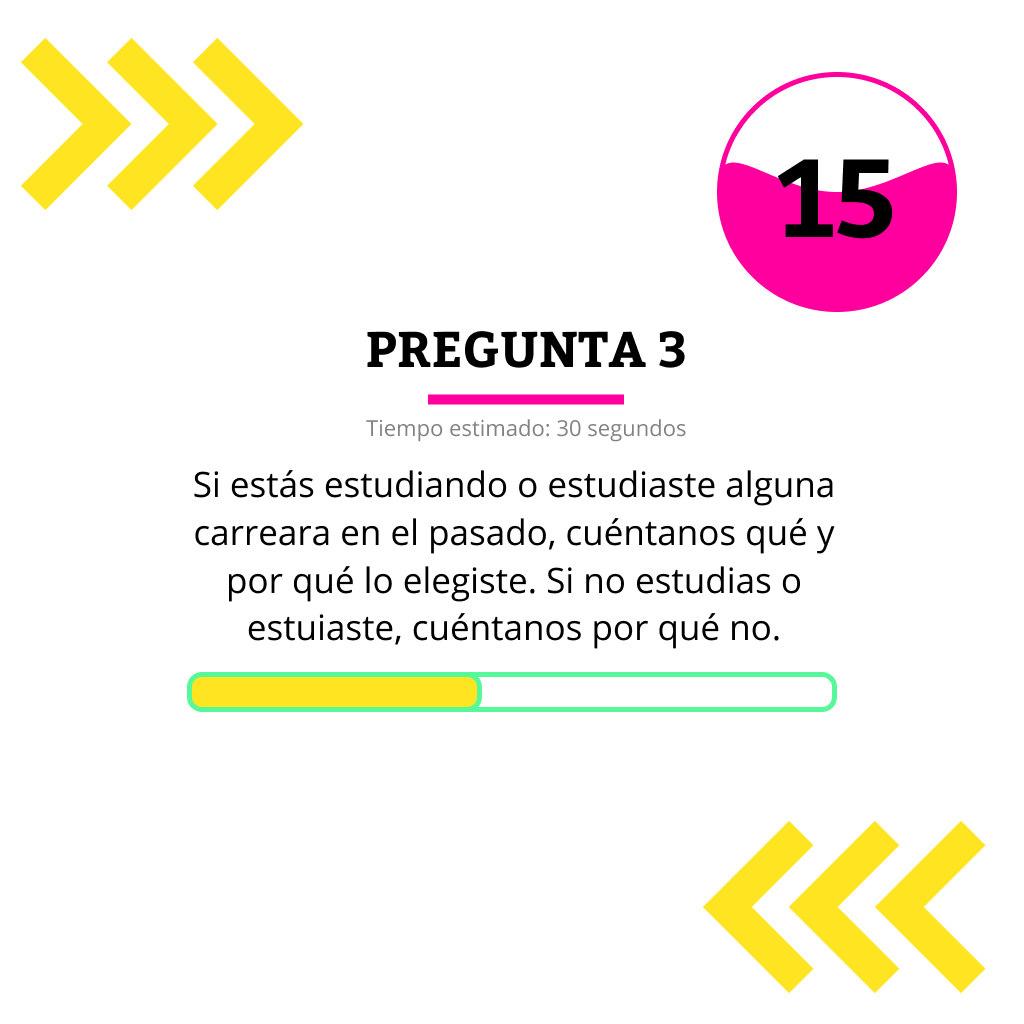 15
PREGUNTA 3
Tiempo estimado: 30 segundos
Si estás estudiando o estudiaste alguna
carreara en el pasado, cuéntanos qué y
por qué lo elegiste. Si no estudias o
estuiaste, cuéntanos por qué no.